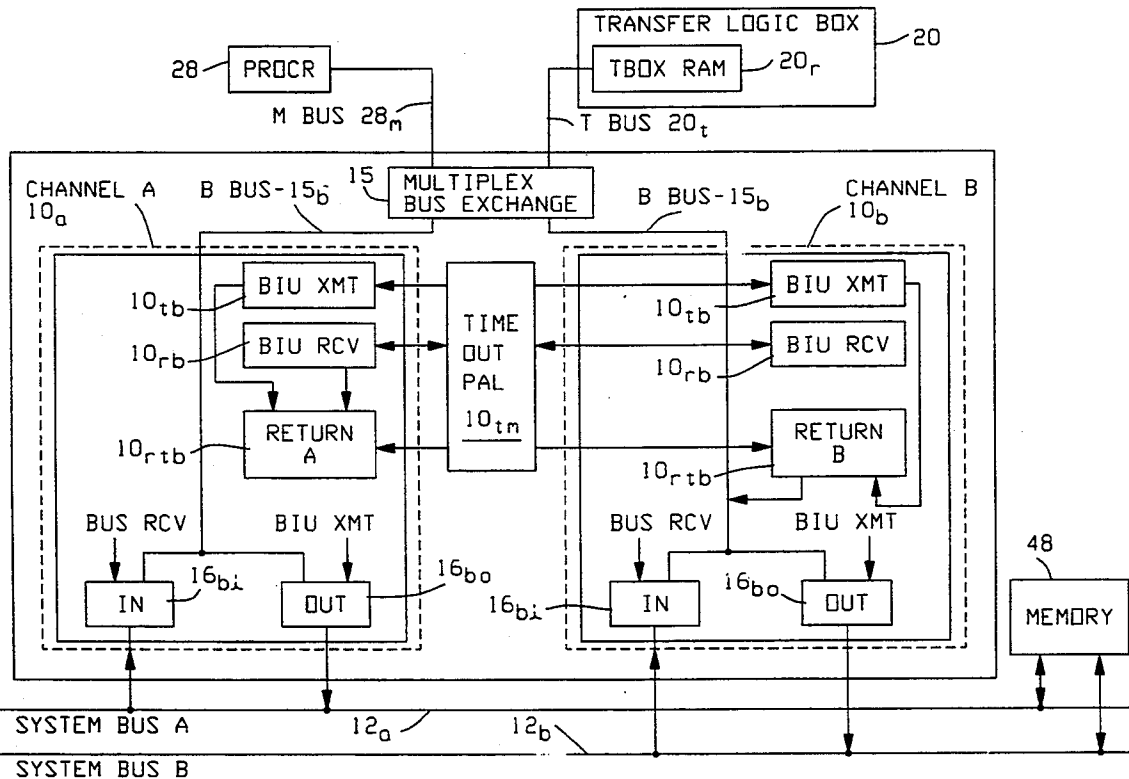 TRANSFER LOGIC BOX
20
28
PROCR
TBOX RAM
20r
M BUS 28m
T BUS 20t
CHANNEL A
10a
B BUS-15b
15
MULTIPLEX
BUS EXCHANGE
B BUS-15b
CHANNEL B
10b
BIU XMT
10tb
BIU RCV
10rb
RETURN
A
10rtb
TIME
OUT
PAL
10tm
BIU XMT
10tb
BIU RCV
10rb
RETURN
B
10rtb
BUS RCV
BIU XMT
IN
16bi
OUT
16bo
BUS RCV
BIU XMT
16bi
IN
16bo
OUT
48
MEMORY
SYSTEM BUS A
12a
12b
SYSTEM BUS B